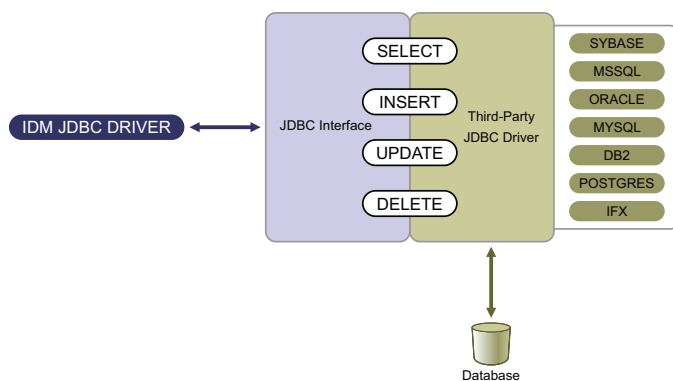 IDM JDBC DRIVER
JDBC Interface
SELECT
INSERT
UPDATE
DELETE
Third-Party
JDBC Driver
SYBASE
MSSQL
ORACLE
MYSQL
DB2
POSTGRES
IFX
Database